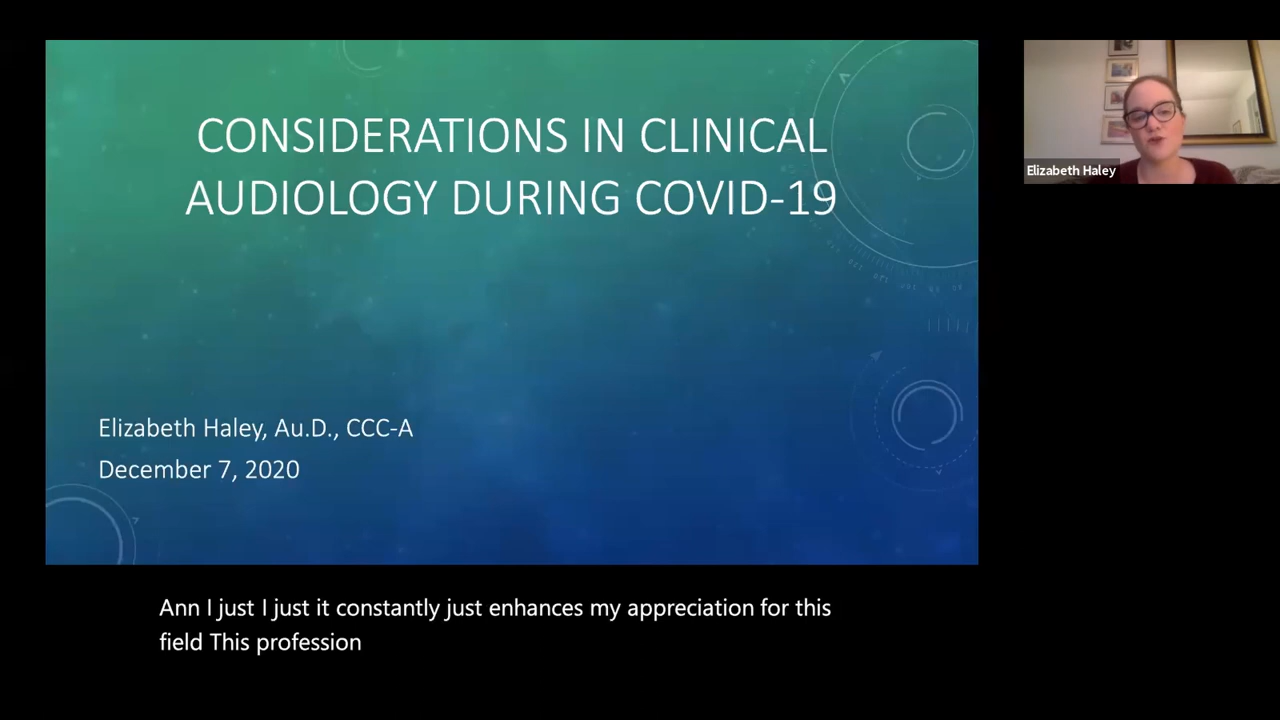 CONSIDERATIONS IN CLINICAL
AUDIOLOGY DURING COVID-19
Elizabeth Haley, Au.D., CCC-A
December 7, 2020
Elizabeth Haley
Ann I just I just it constantly just enhances my appreciation for this
field This profession